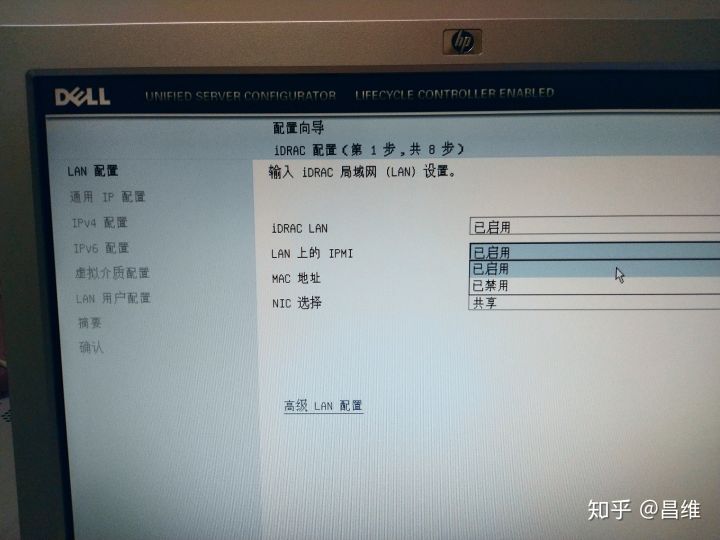 hp
DELL UNIFIED SERVER CONFIGURATOR LIFECYCLE CONTROLLER ENABLED
配置向导
iDRAC 配置(第 1 步,共 8 步)
LAN 配置
通用 IP 配置
IPv4 配置
IPv6 配置
虚拟介质配置
LAN 用户配置
摘要
确认
输入 iDRAC 局域网 (LAN) 设置。
iDRAC LAN 已启用
LAN 上的 IPMI 已启用
已启用
MAC 地址 已禁用
NIC 选择 共享
高级 LAN 配置
知乎 @昌维